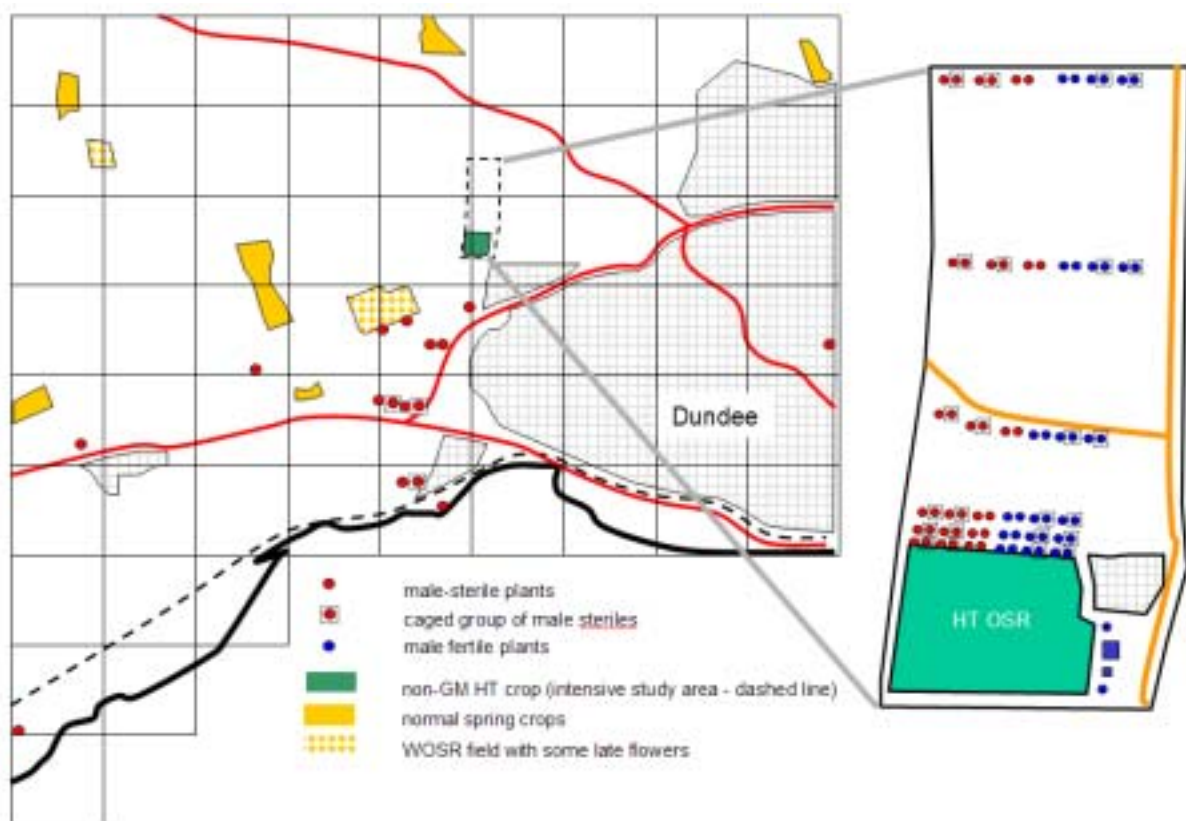 Dundee
HT OSR
male-sterile plants
caged group of male steriles
male fertile plants
non-GM HT crop (intensive study area - dashed line)
normal spring crops
WOSR field with some late flowers